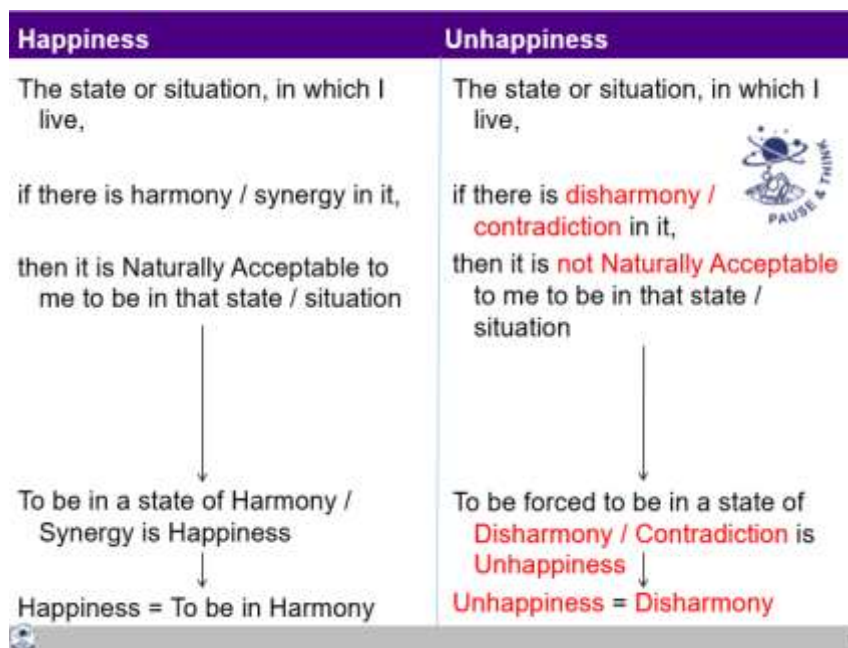 Happiness
The state or situation, in which I
live,
if there is harmony / synergy in it,
then it is Naturally Acceptable to
me to be in that state / situation
To be in a state of Harmony /
Synergy is Happiness
Happiness = To be in Harmony
Unhappiness
The state or situation, in which I
live,
if there is disharmony /
contradiction in it,
then it is not Naturally Acceptable
to me to be in that state /
situation
To be forced to be in a state of
Disharmony / Contradiction is
Unhappiness
Unhappiness = Disharmony
PAUSE & THINK